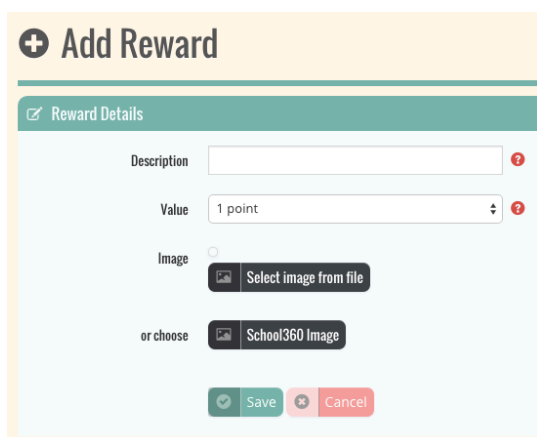 Add Reward
Reward Details
Description
Value 1 point
Image
Select image from file
or choose School360 Image
Save Cancel